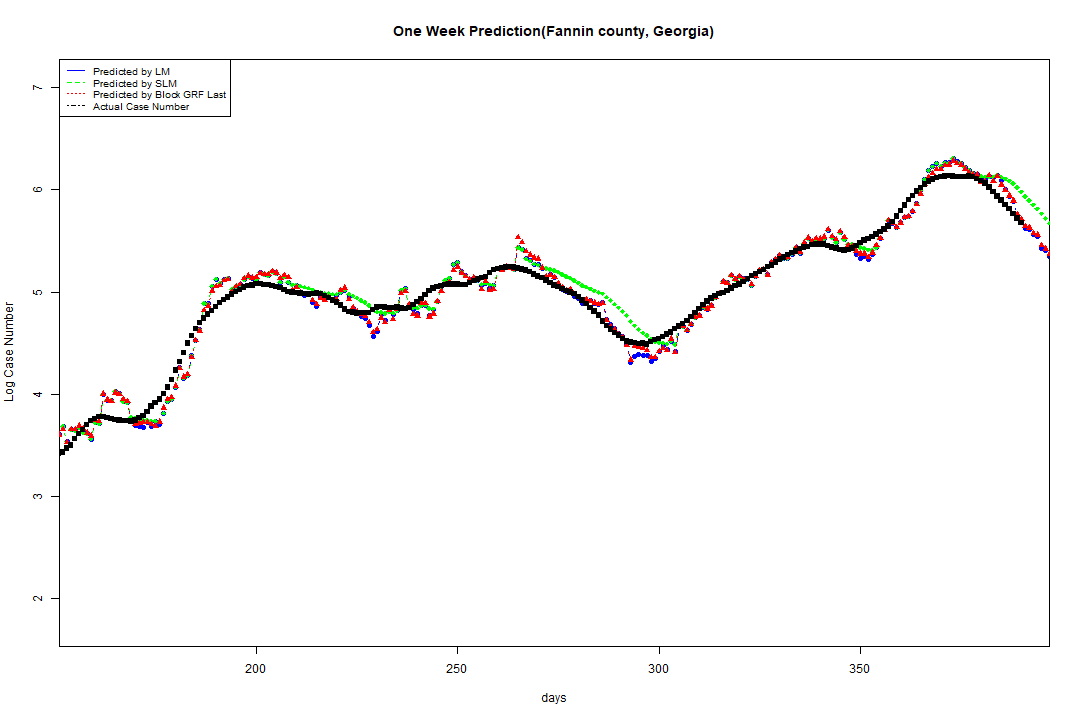 One Week Prediction(Fannin county, Georgia)
Predicted by LM
Predicted by SLM
Predicted by Block GRF Last
Actual Case Number
7
6
5
4
3
2
Log Case Number
200
250
300
350
days